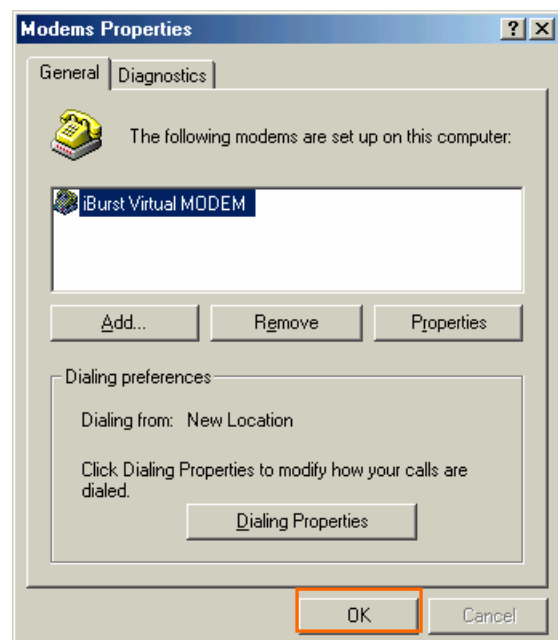 Modems Properties
General Diagnostics
The following modems are set up on this computer:
iBurst Virtual MODEM
Add... Remove Properties
Dialing preferences
Dialing from: New Location
Click Dialing Properties to modify how your calls are
dialed.
Dialing Properties
OK Cancel